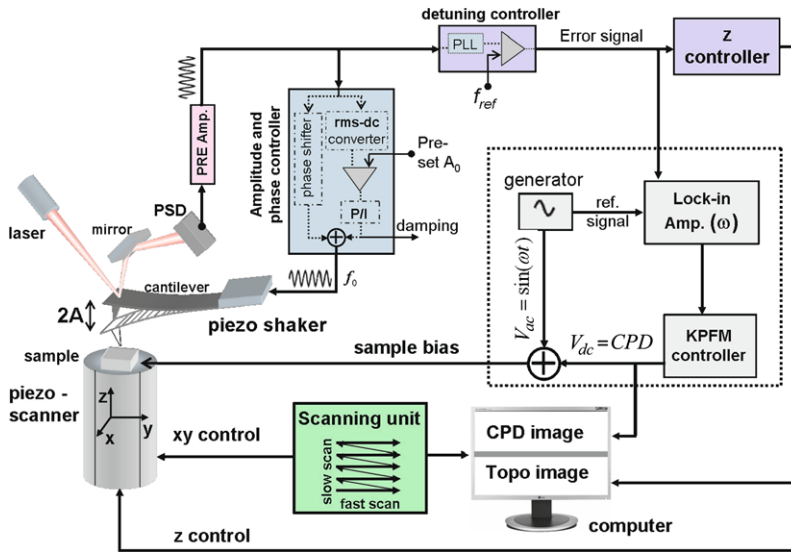 detuning controller
PLL
f_ref
Error signal
z
controller
PRE Amp.
Amplitude and
phase controller
phase shifter
rms-dc
converter
P/I
Pre-
set A₀
damping
f₀
laser
mirror
PSD
cantilever
2A
piezo shaker
sample
piezo -
scanner
z
x
y
generator
ref.
signal
Lock-in
Amp. (ω)
V_ac = sin(ωt)
V_dc = CPD
KPFM
controller
sample bias
xy control
Scanning unit
slow scan
fast scan
CPD image
Topo image
computer
z control